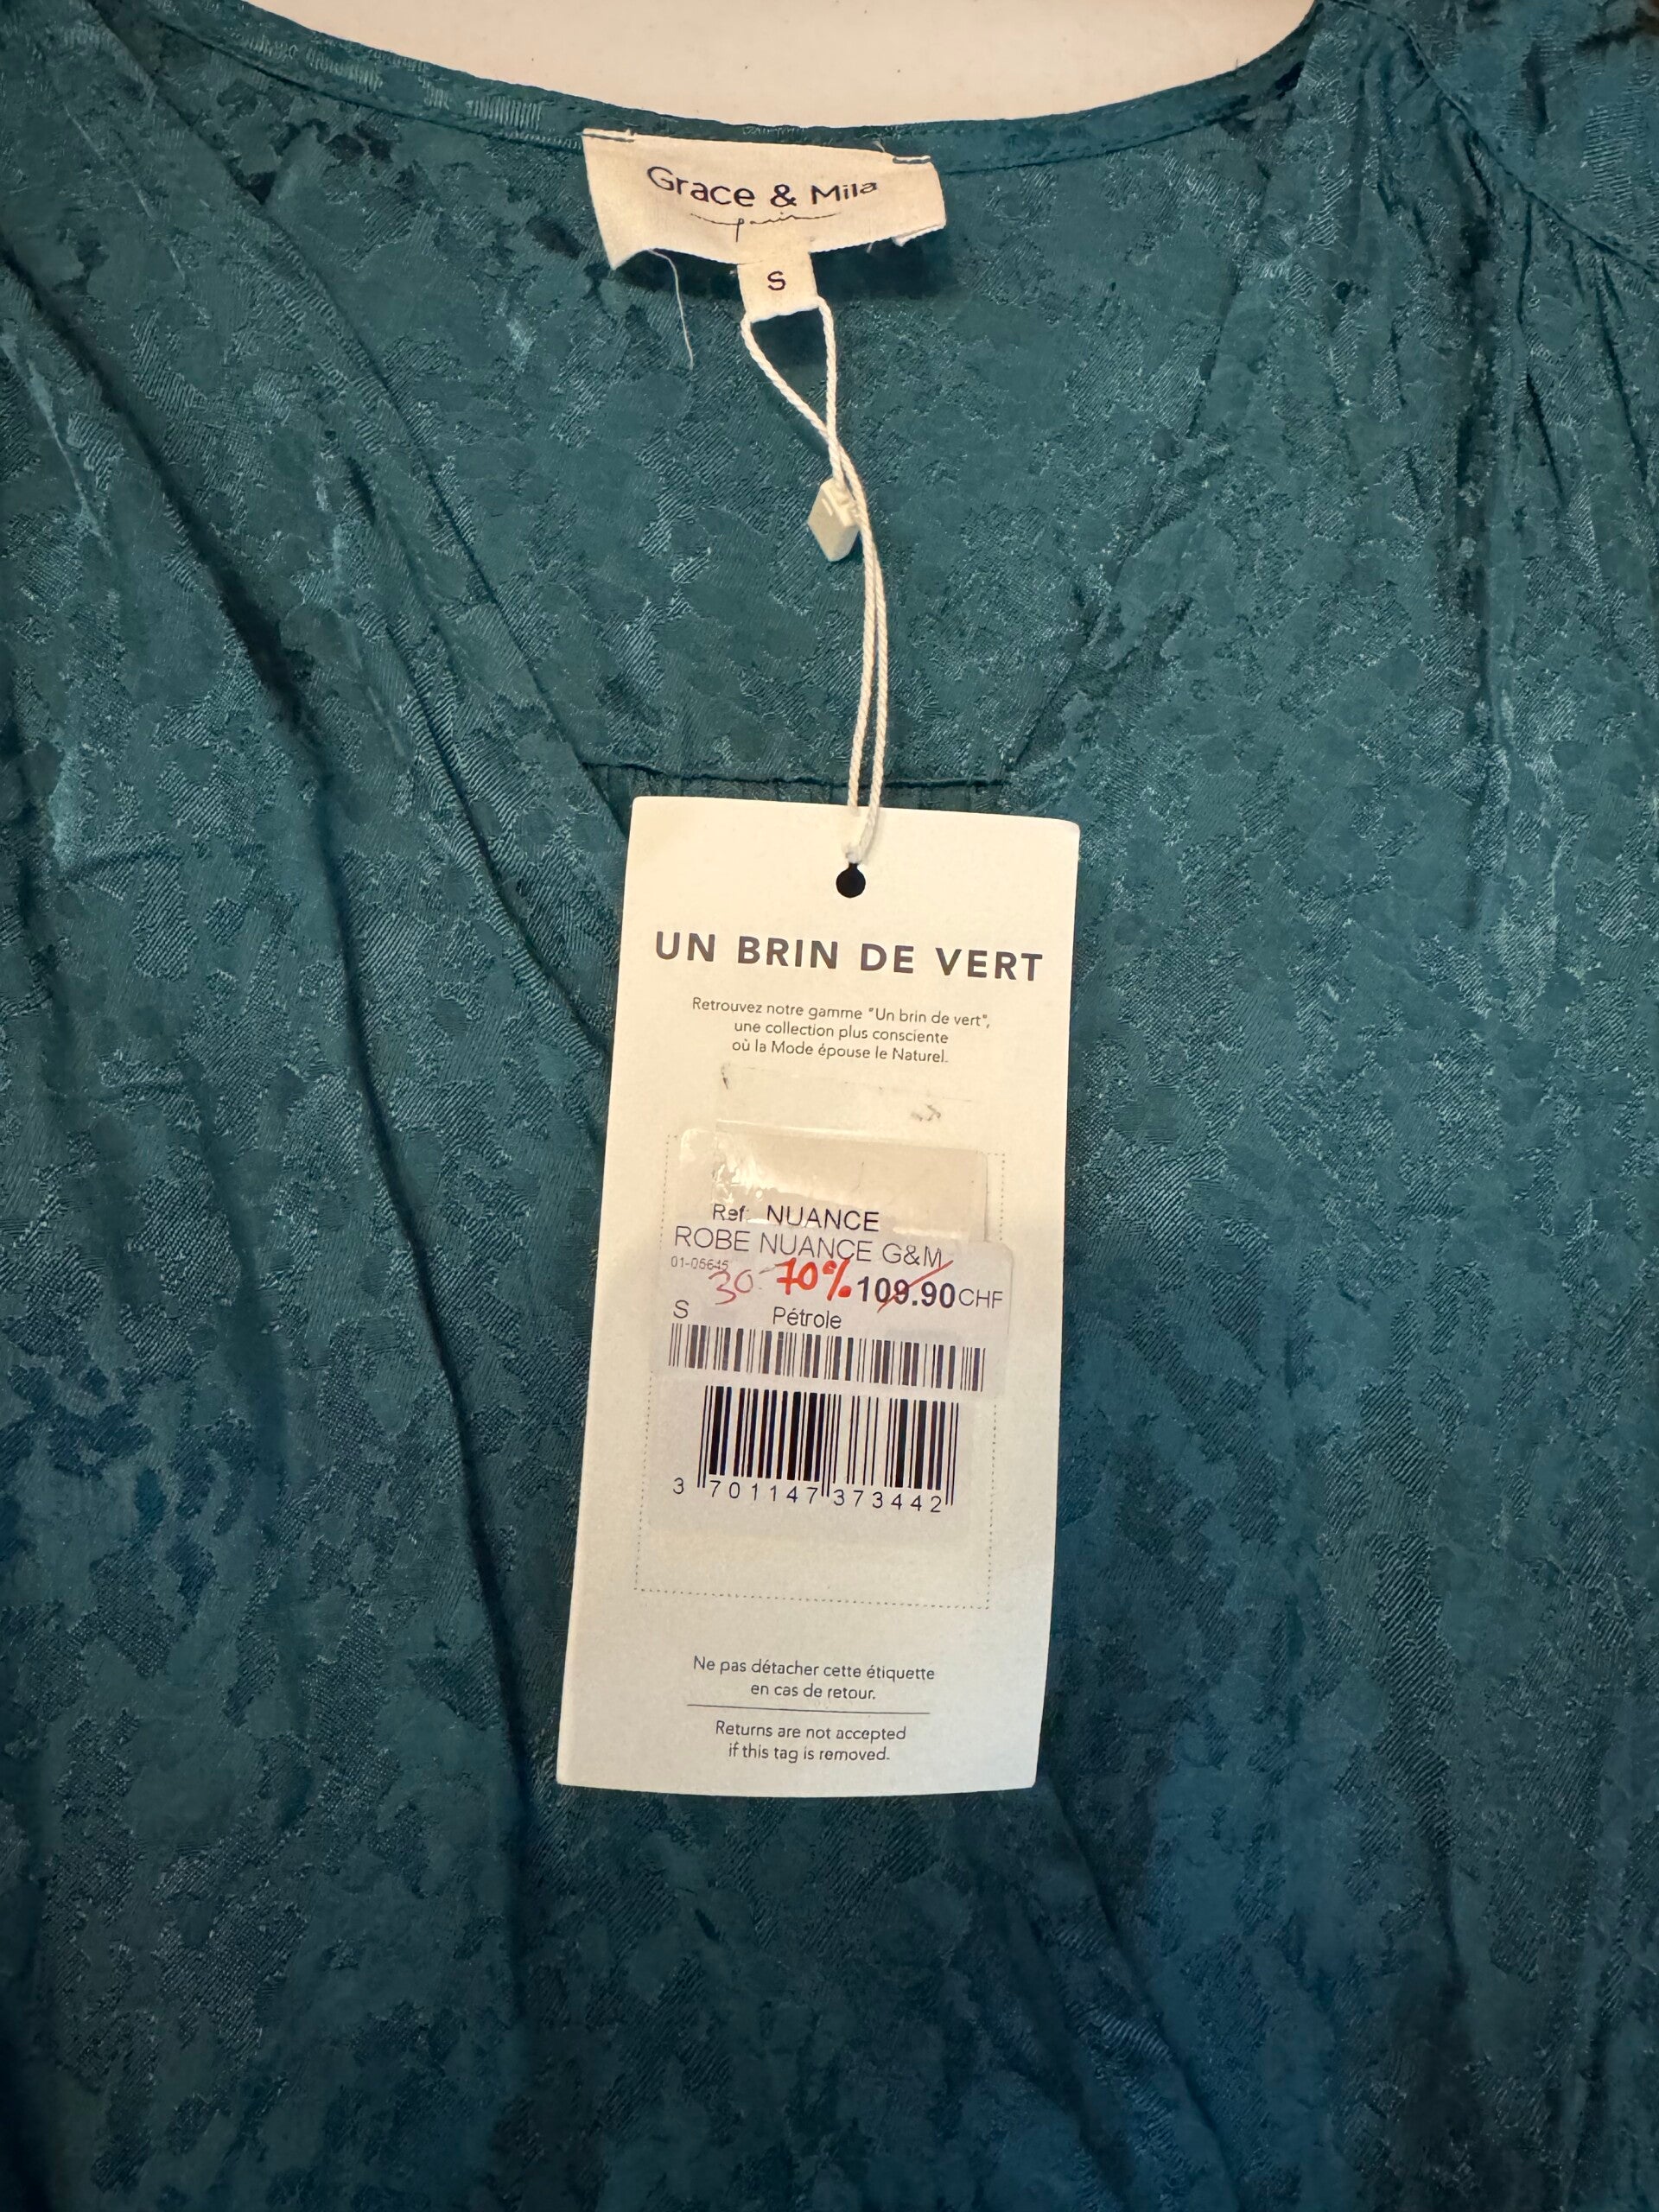 Grace & Mila
paris
S
UN BRIN DE VERT
Retrouvez notre gamme "Un brin de vert",
une collection plus consciente
où la Mode épouse le Naturel.
Ref: NUANCE
ROBE NUANCE G&M
01-05645
30.- 70% 109.90CHF
S Pétrole
3 701147 373442
Ne pas détacher cette étiquette
en cas de retour.
Returns are not accepted
if this tag is removed.